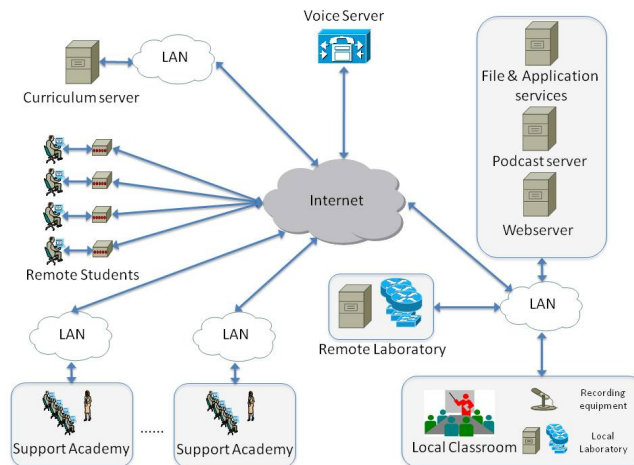 Voice Server
LAN
Curriculum server
File & Application
services
Podcast server
Webserver
Internet
Remote Students
LAN
LAN
LAN
Remote Laboratory
Support Academy
......
Support Academy
Local Classroom
Recording
equipment
Local
Laboratory